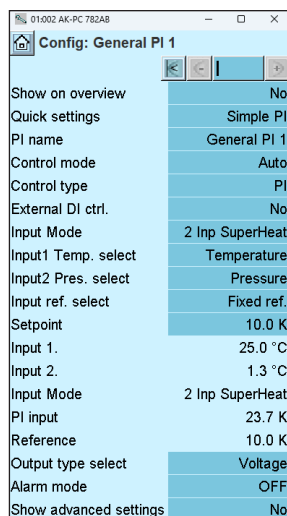 01:002 AK-PC 782AB
Config: General PI 1
Show on overview No
Quick settings Simple PI
PI name General PI 1
Control mode Auto
Control type PI
External DI ctrl. No
Input Mode 2 Inp SuperHeat
Input1 Temp. select Temperature
Input2 Pres. select Pressure
Input ref. select Fixed ref.
Setpoint 10.0 K
Input 1. 25.0 °C
Input 2. 1.3 °C
Input Mode 2 Inp SuperHeat
PI input 23.7 K
Reference 10.0 K
Output type select Voltage
Alarm mode OFF
Show advanced settings No